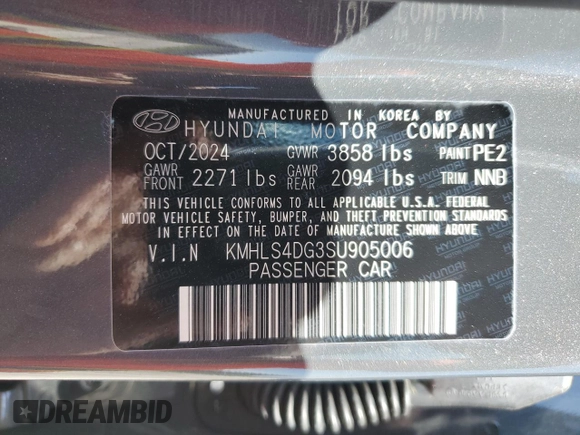 MANUFACTURED IN KOREA BY
HYUNDAI MOTOR COMPANY
OCT/2024 GVWR 3858 lbs PAINT PE2
GAWR FRONT 2271 lbs GAWR REAR 2094 lbs TRIM NNB
THIS VEHICLE CONFORMS TO ALL APPLICABLE U.S.A. FEDERAL
MOTOR VEHICLE SAFETY, BUMPER, AND THEFT PREVENTION STANDARDS
IN EFFECT ON THE DATE OF MANUFACTURE SHOWN ABOVE.
V.I.N KMHLS4DG3SU905006
PASSENGER CAR
DREAMBID